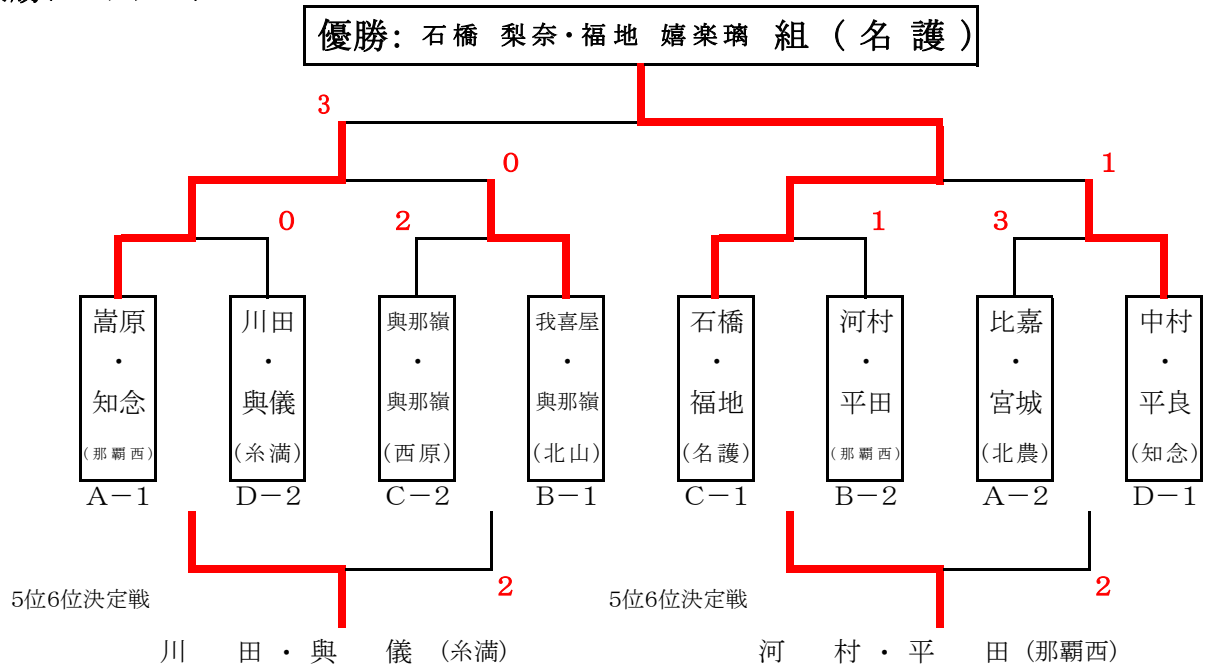 優勝: 石橋 梨奈・福地 嬉楽璃 組 (名護)
3
0 1
0 2 1 3
嵩原・知念 (那覇西) 川田・與儀 (糸満) 與那嶺・與那嶺 (西原) 我喜屋・與那嶺 (北山) 石橋・福地 (名護) 河村・平田 (那覇西) 比嘉・宮城 (北農) 中村・平良 (知念)
A-1 D-2 C-2 B-1 C-1 B-2 A-2 D-1
2 2
5位6位決定戦 5位6位決定戦
川 田・與 儀 (糸満) 河 村・平 田 (那覇西)